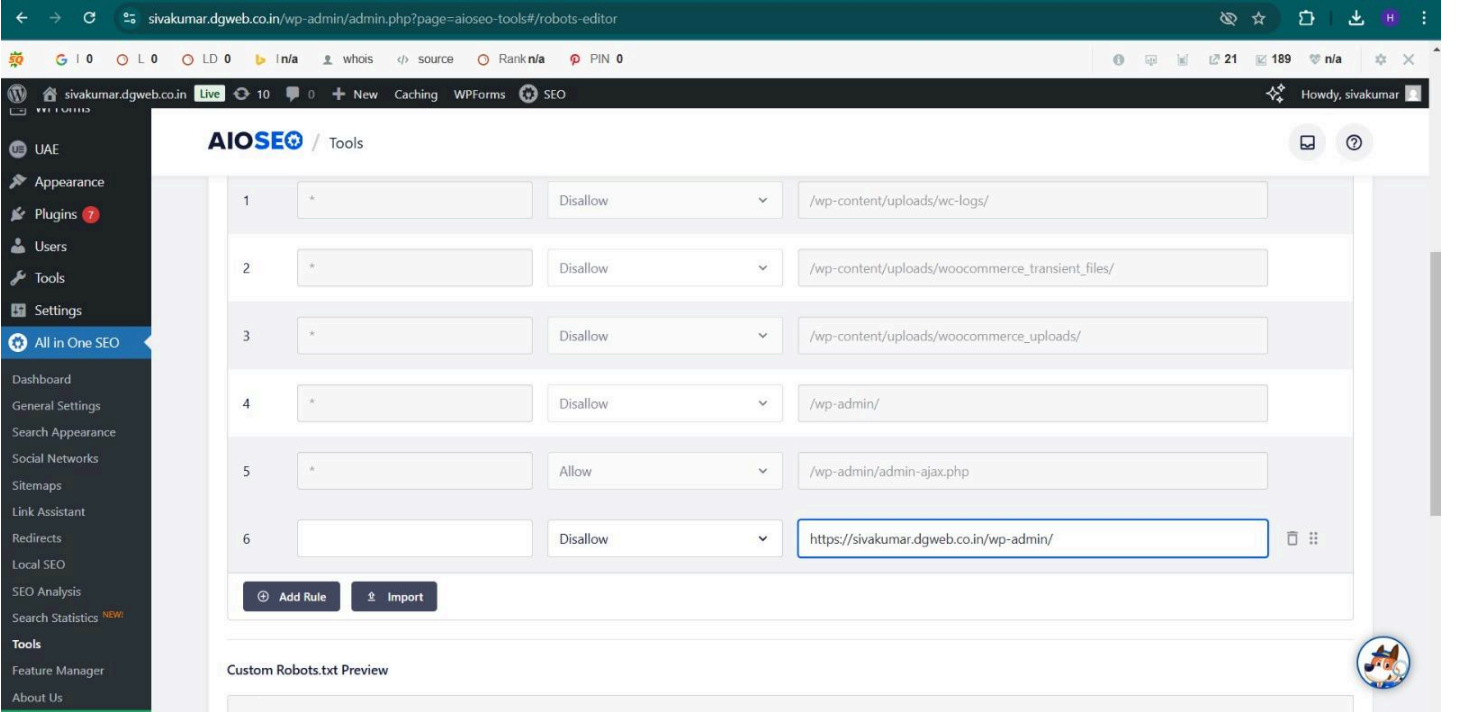 sivakumar.dgweb.co.in/wp-admin/admin.php?page=aioseo-tools#/robots-editor H
SQ G I 0 L 0 LD 0 I n/a whois </> source Rank n/a PIN 0 21 189 n/a
sivakumar.dgweb.co.in Live 10 0 New Caching WPForms SEO Howdy, sivakumar
WPForms
UAE
Appearance
Plugins 7
Users
Tools
Settings
All in One SEO
Dashboard
General Settings
Search Appearance
Social Networks
Sitemaps
Link Assistant
Redirects
Local SEO
SEO Analysis
Search Statistics NEW!
Tools
Feature Manager
About Us
AIOSEO / Tools
1 * Disallow /wp-content/uploads/wc-logs/
2 * Disallow /wp-content/uploads/woocommerce_transient_files/
3 * Disallow /wp-content/uploads/woocommerce_uploads/
4 * Disallow /wp-admin/
5 * Allow /wp-admin/admin-ajax.php
6 Disallow https://sivakumar.dgweb.co.in/wp-admin/
Add Rule Import
Custom Robots.txt Preview